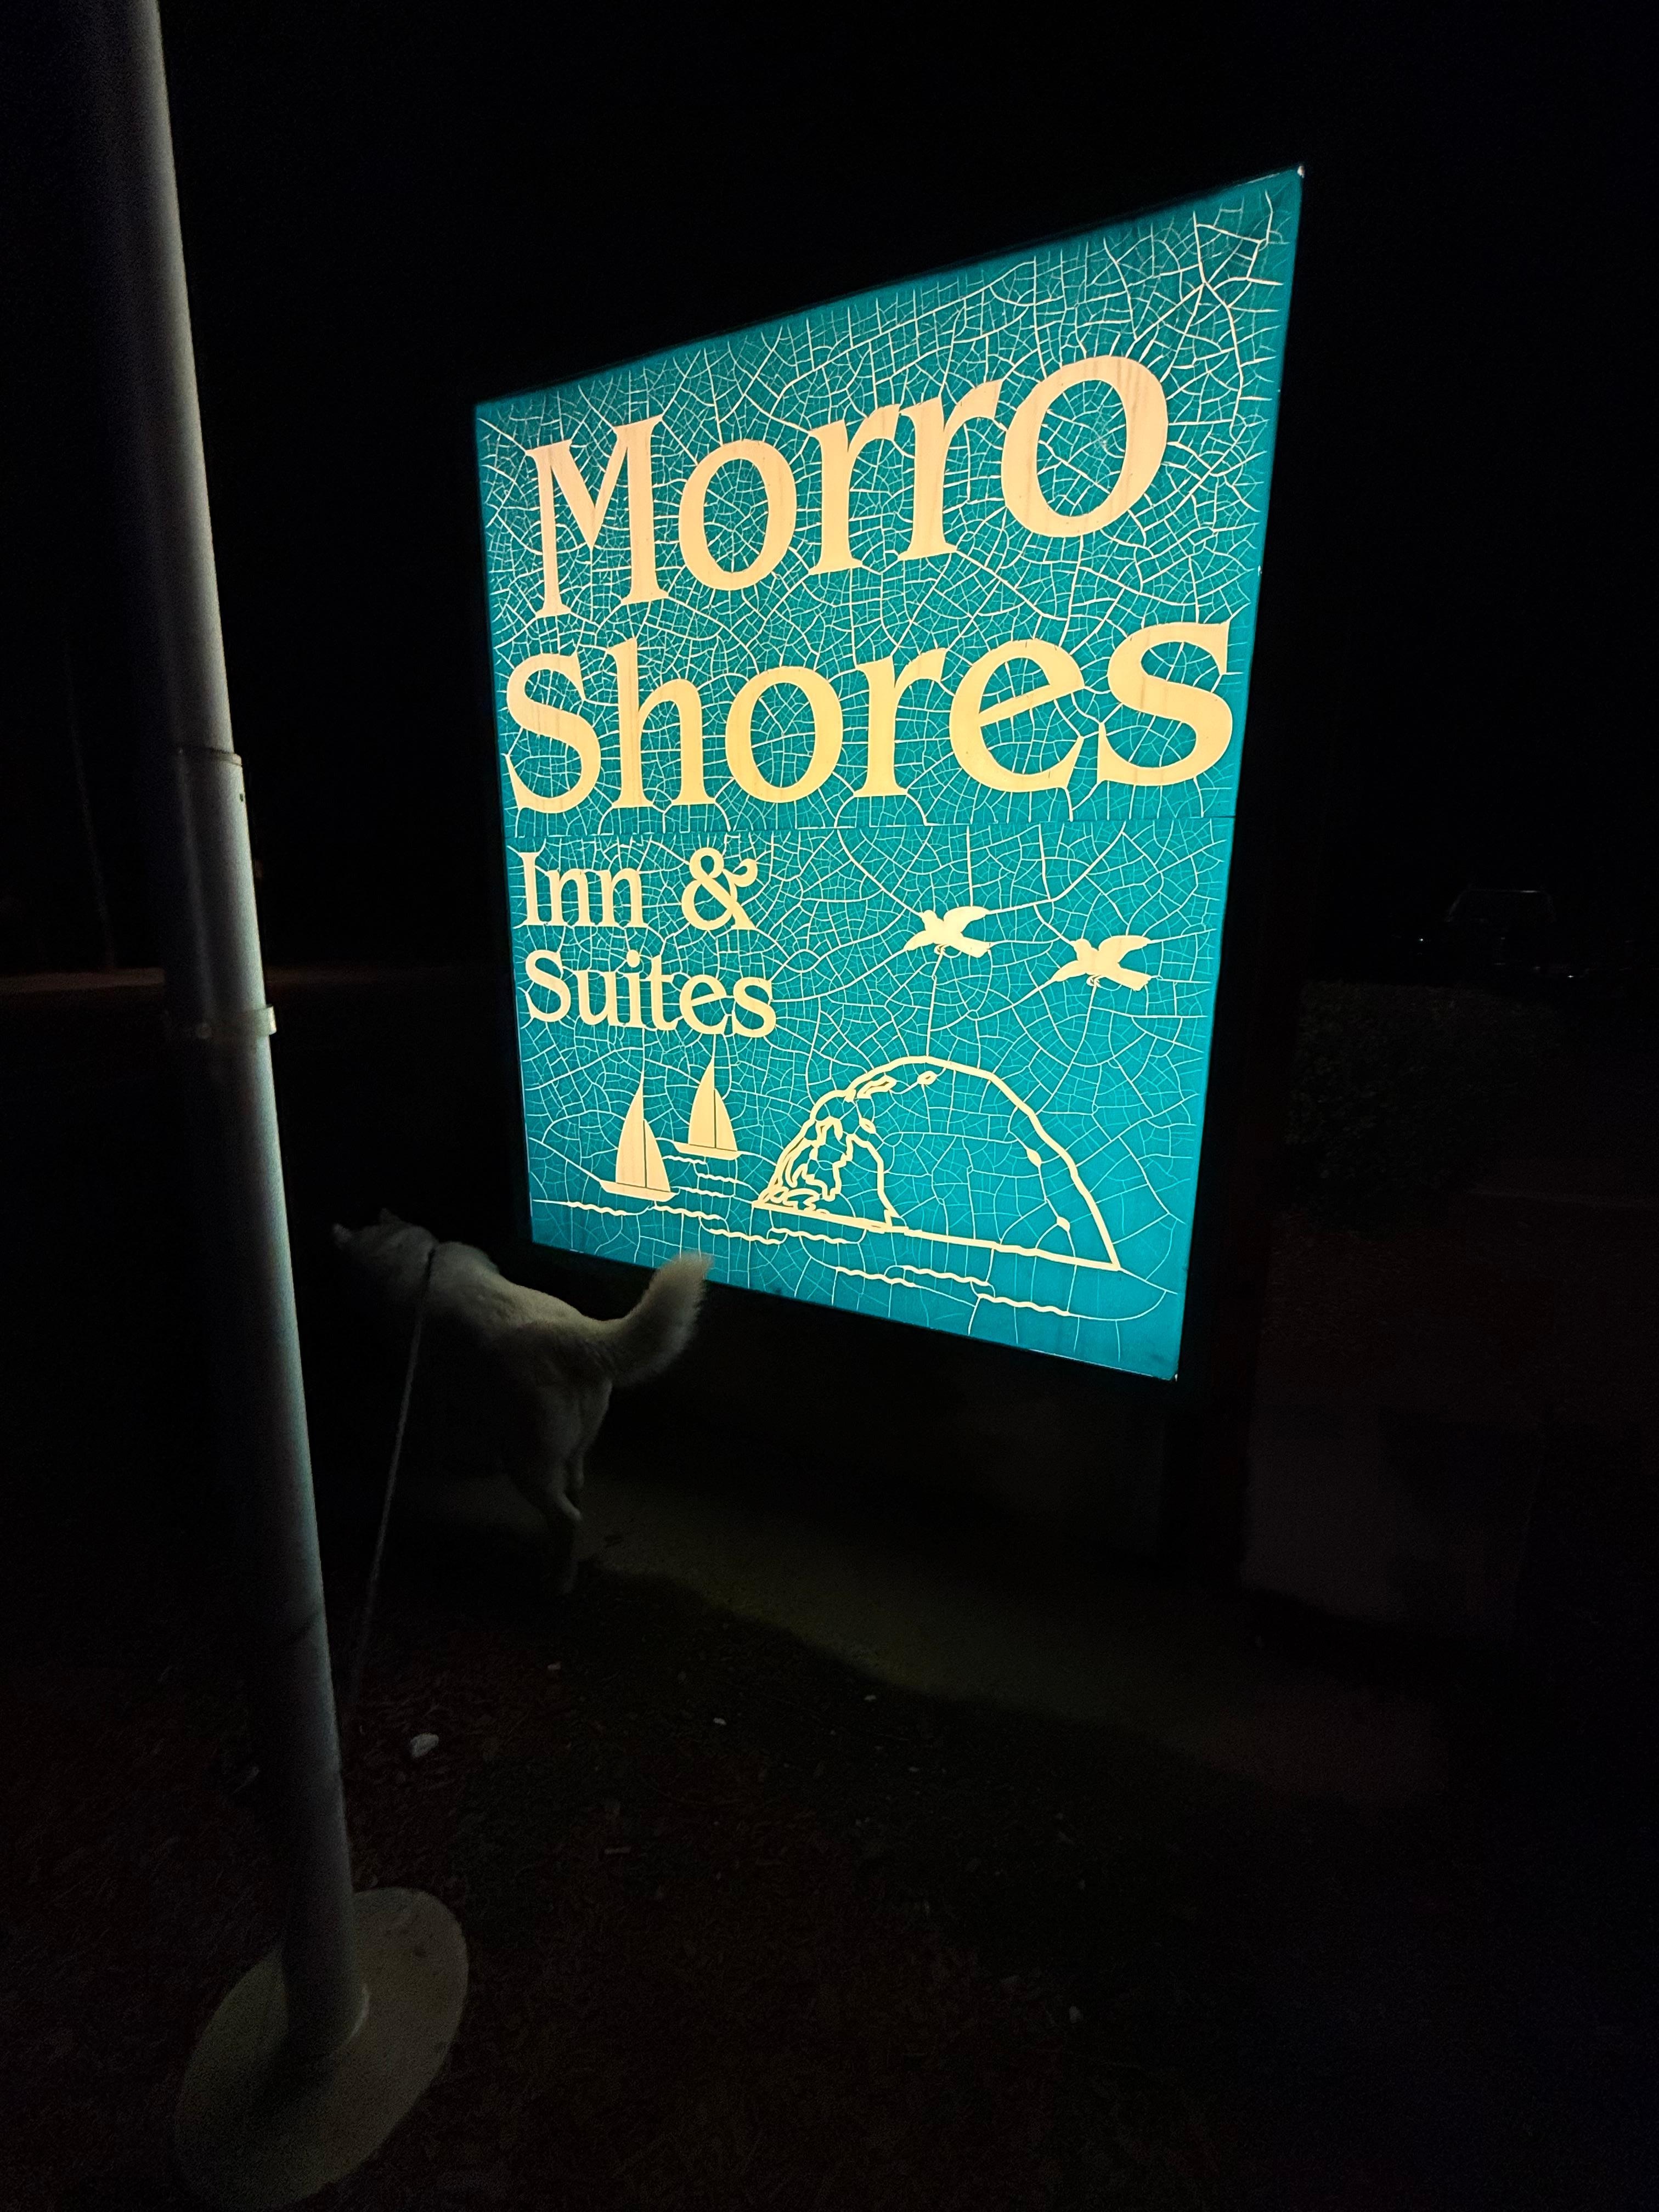 Morro
Shores
Inn &
Suites